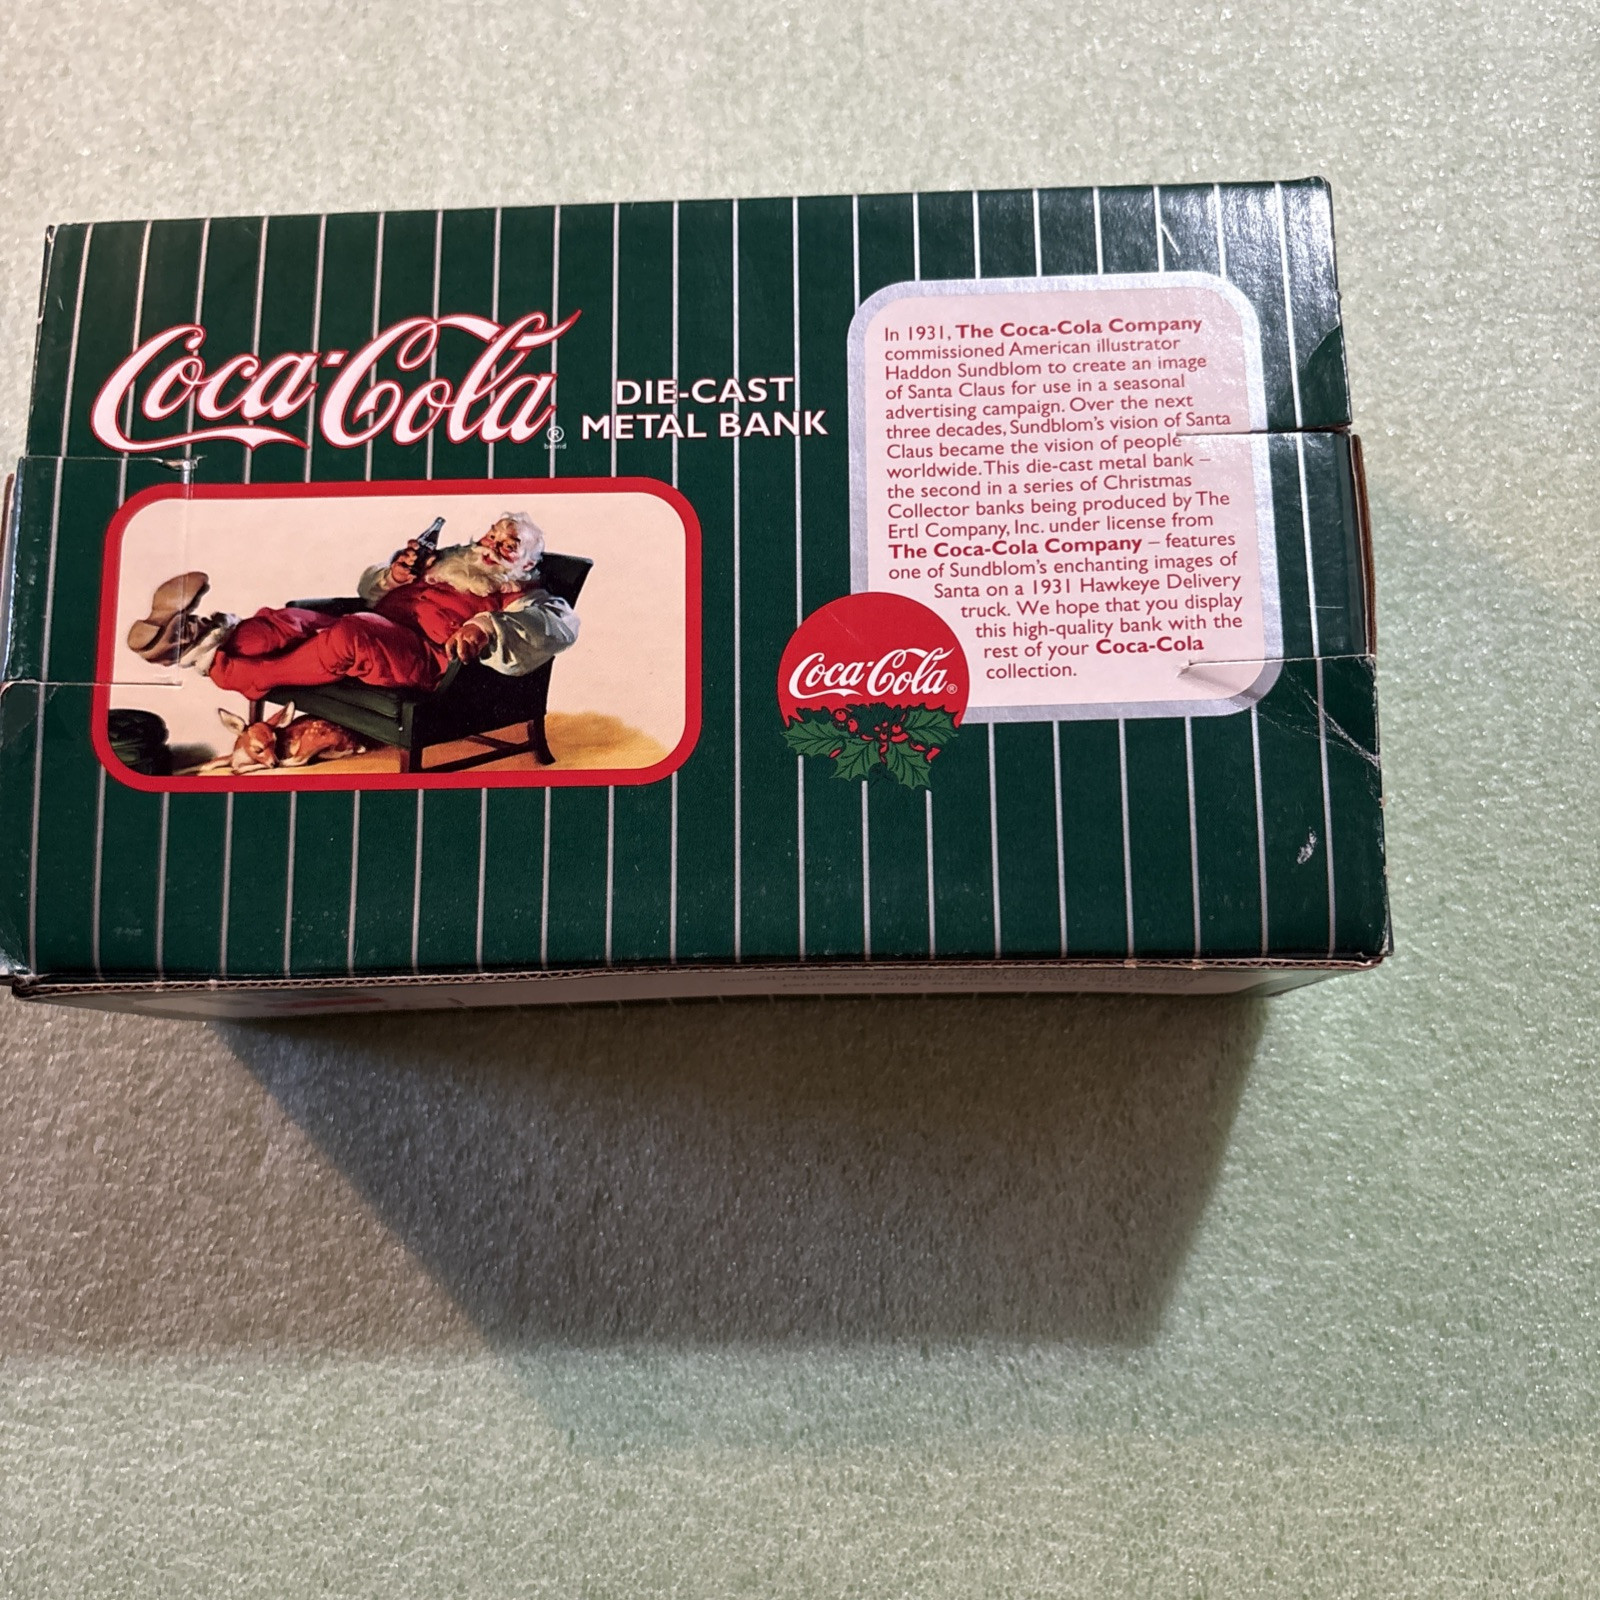 Coca-Cola®
brand
DIE-CAST
METAL BANK
In 1931, The Coca-Cola Company
commissioned American illustrator
Haddon Sundblom to create an image
of Santa Claus for use in a seasonal
advertising campaign. Over the next
three decades, Sundblom's vision of Santa
Claus became the vision of people
worldwide. This die-cast metal bank –
the second in a series of Christmas
Collector banks being produced by The
Ertl Company, Inc. under license from
The Coca-Cola Company – features
one of Sundblom's enchanting images of
Santa on a 1931 Hawkeye Delivery
truck. We hope that you display
this high-quality bank with the
rest of your Coca-Cola
collection.
Coca-Cola®